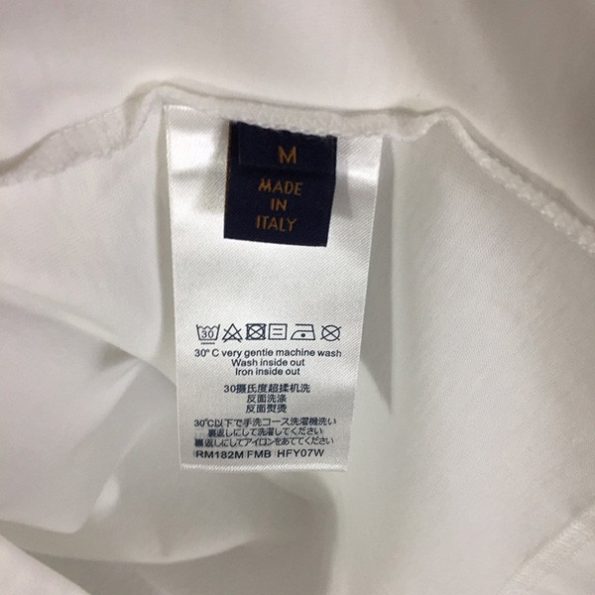 M
MADE
IN
ITALY
30
30° C very gentie machine wash
Wash inside out
Iron inside out
30摄氏度超揉机洗
反面洗涤
反面熨烫
30℃以下で手洗コース洗濯機洗い
裏返しにして洗濯してください
裏返しにしてアイロンをあててください
RM182M FMB HFY07W